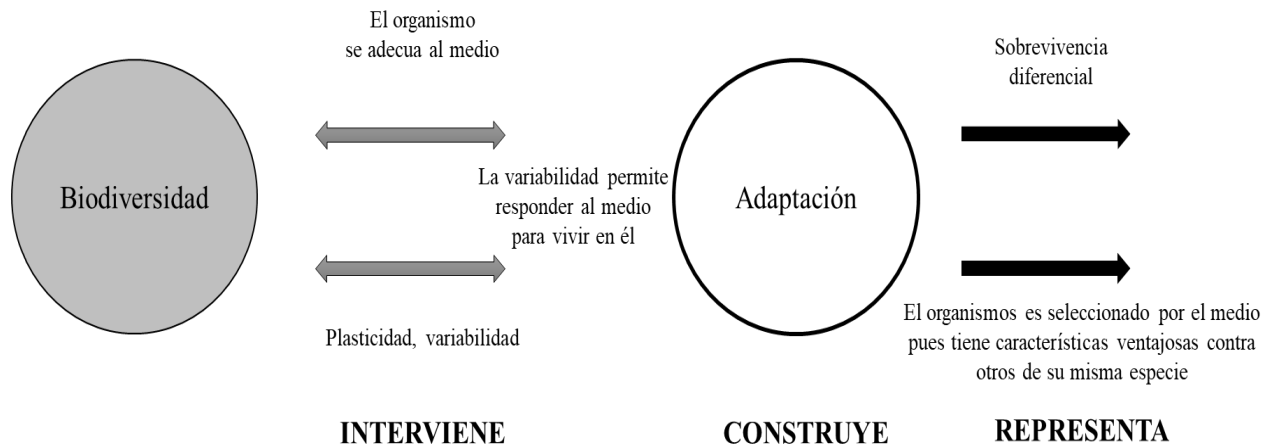 El organismo
se adecua al medio
Sobrevivencia
diferencial
Biodiversidad
La variabilidad permite
responder al medio
para vivir en él
Adaptación
Plasticidad, variabilidad
El organismos es seleccionado por el medio
pues tiene características ventajosas contra
otros de su misma especie
INTERVIENE
CONSTRUYE
REPRESENTA